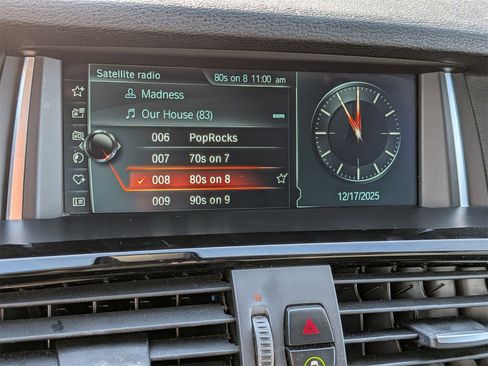 Satellite radio
80s on 8 11:00 am
Madness
Our House (83)
006 PopRocks
007 70s on 7
008 80s on 8
009 90s on 9
12/17/2025